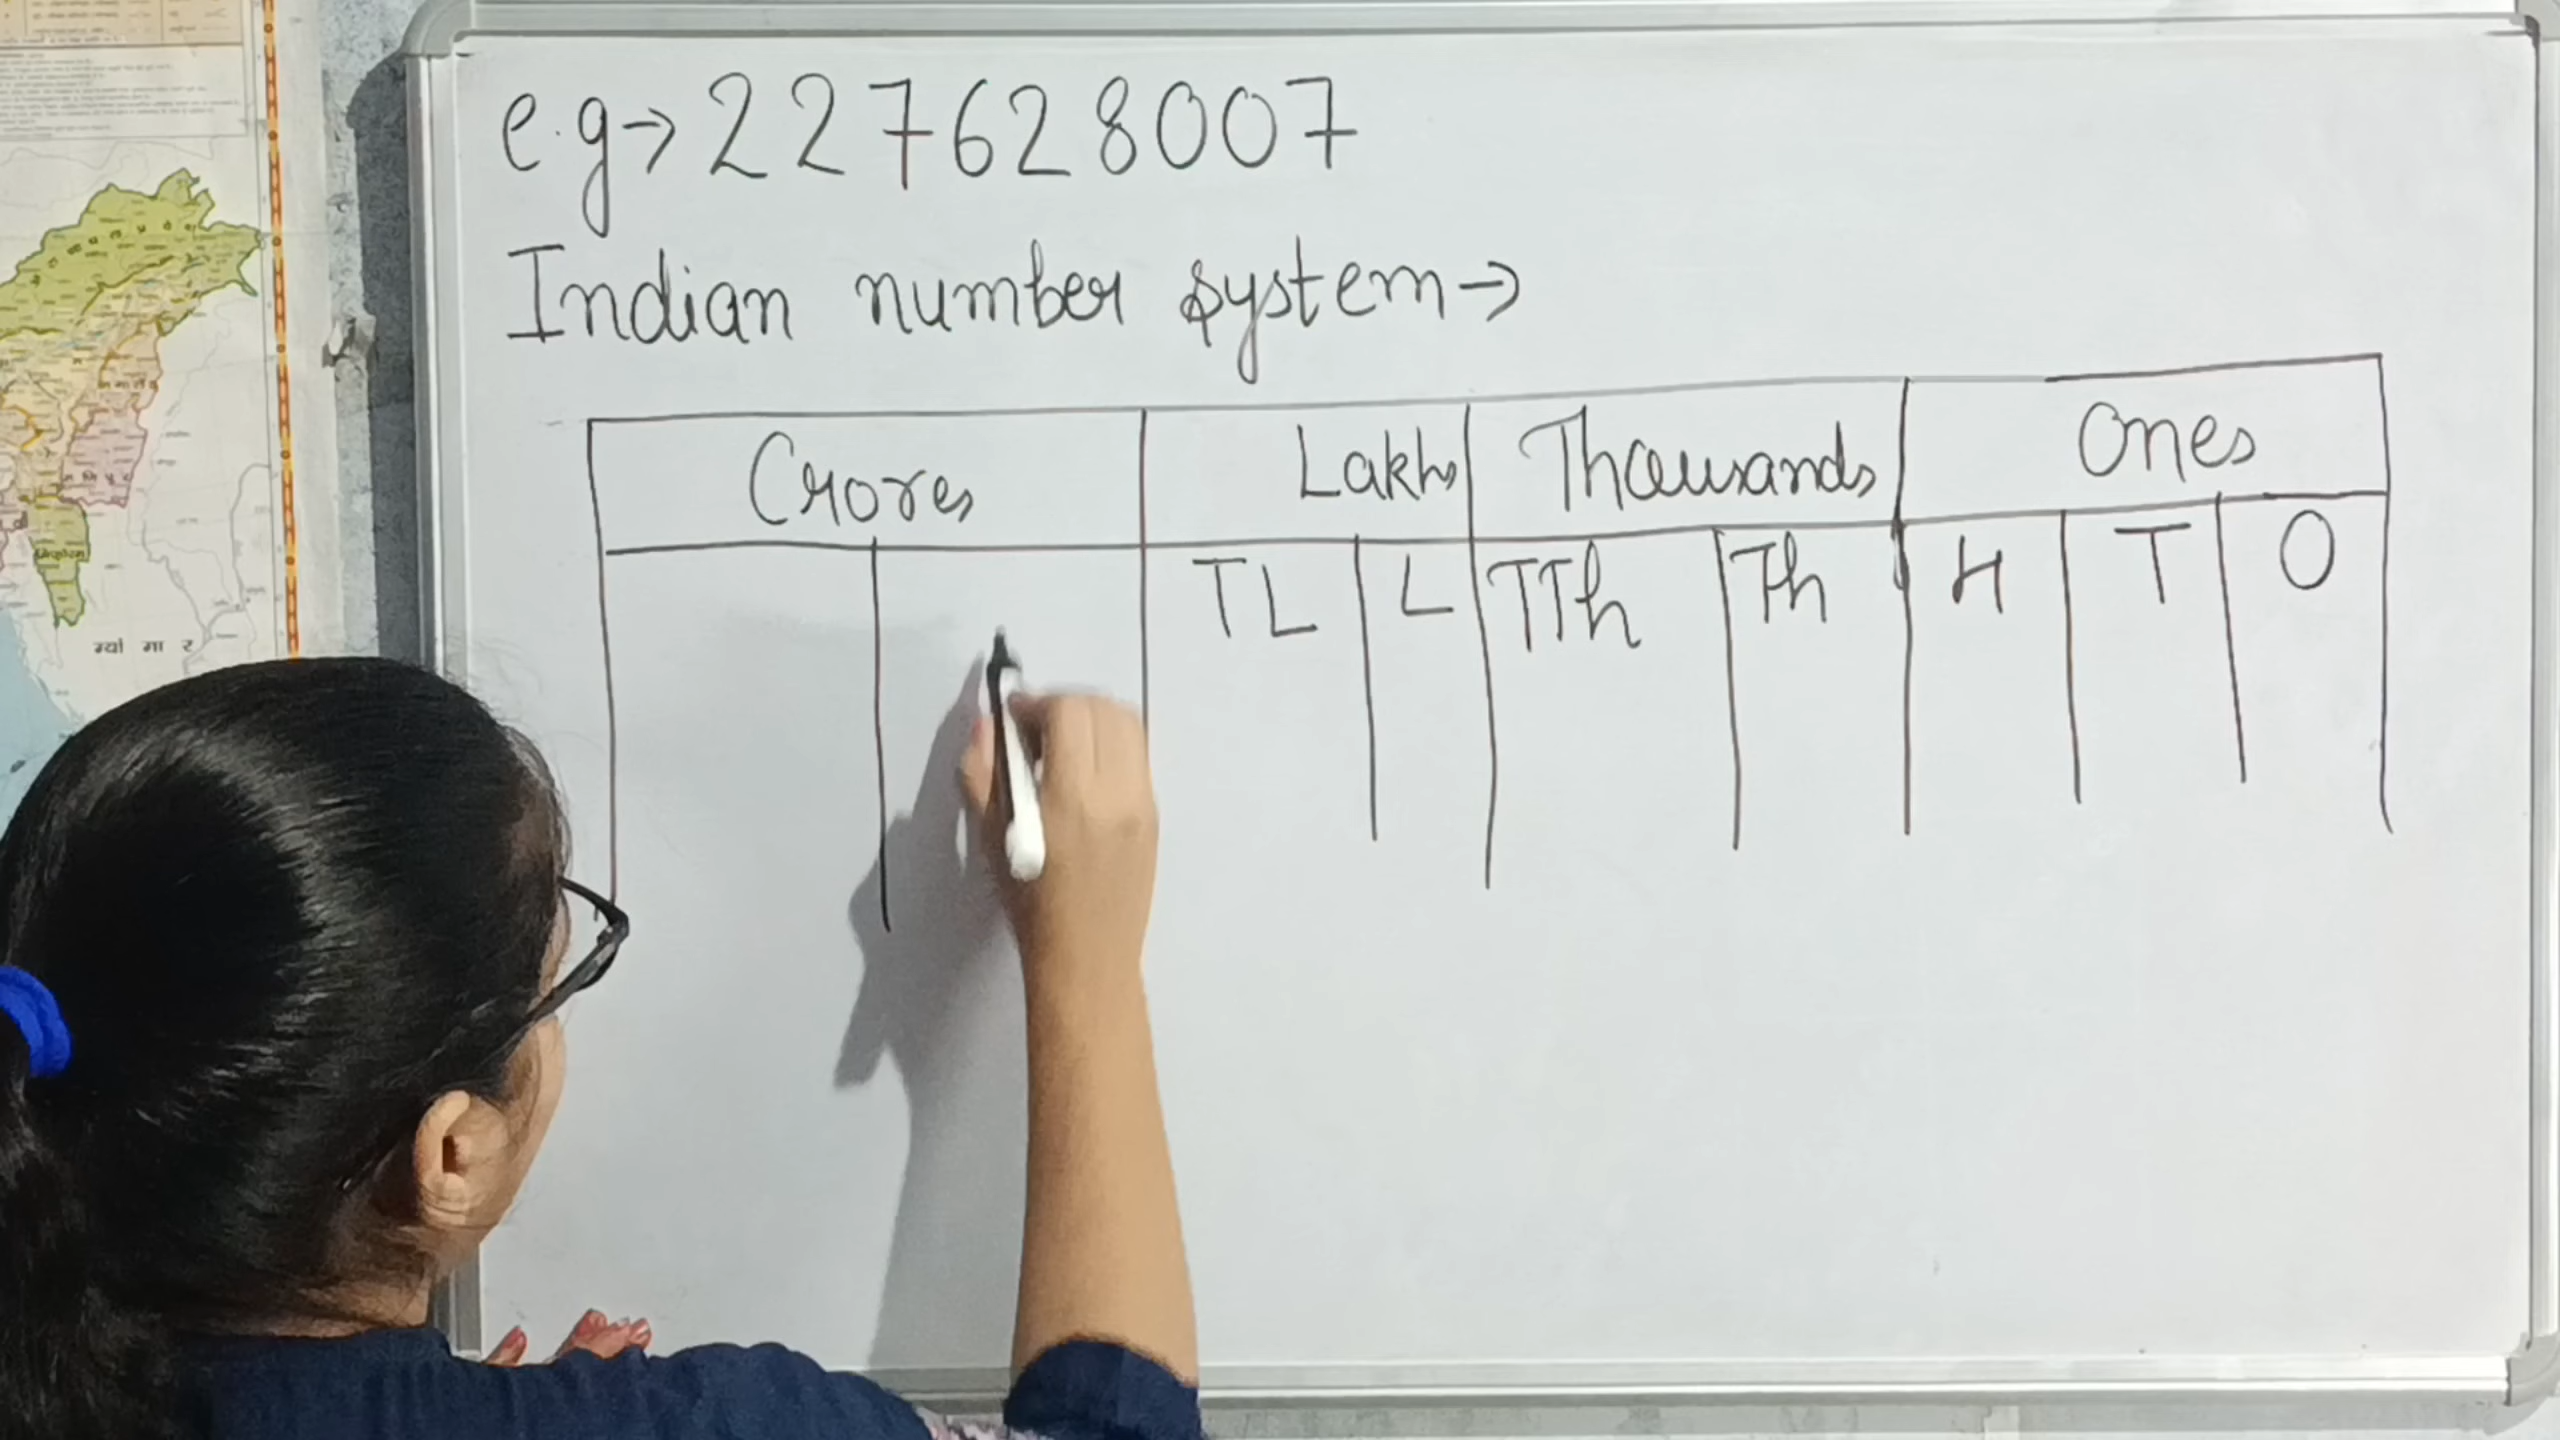 e.g→ 227628007
Indian number system→
Crores Lakhs Thousands Ones
TL L TTh Th H T O
म्यां मा र